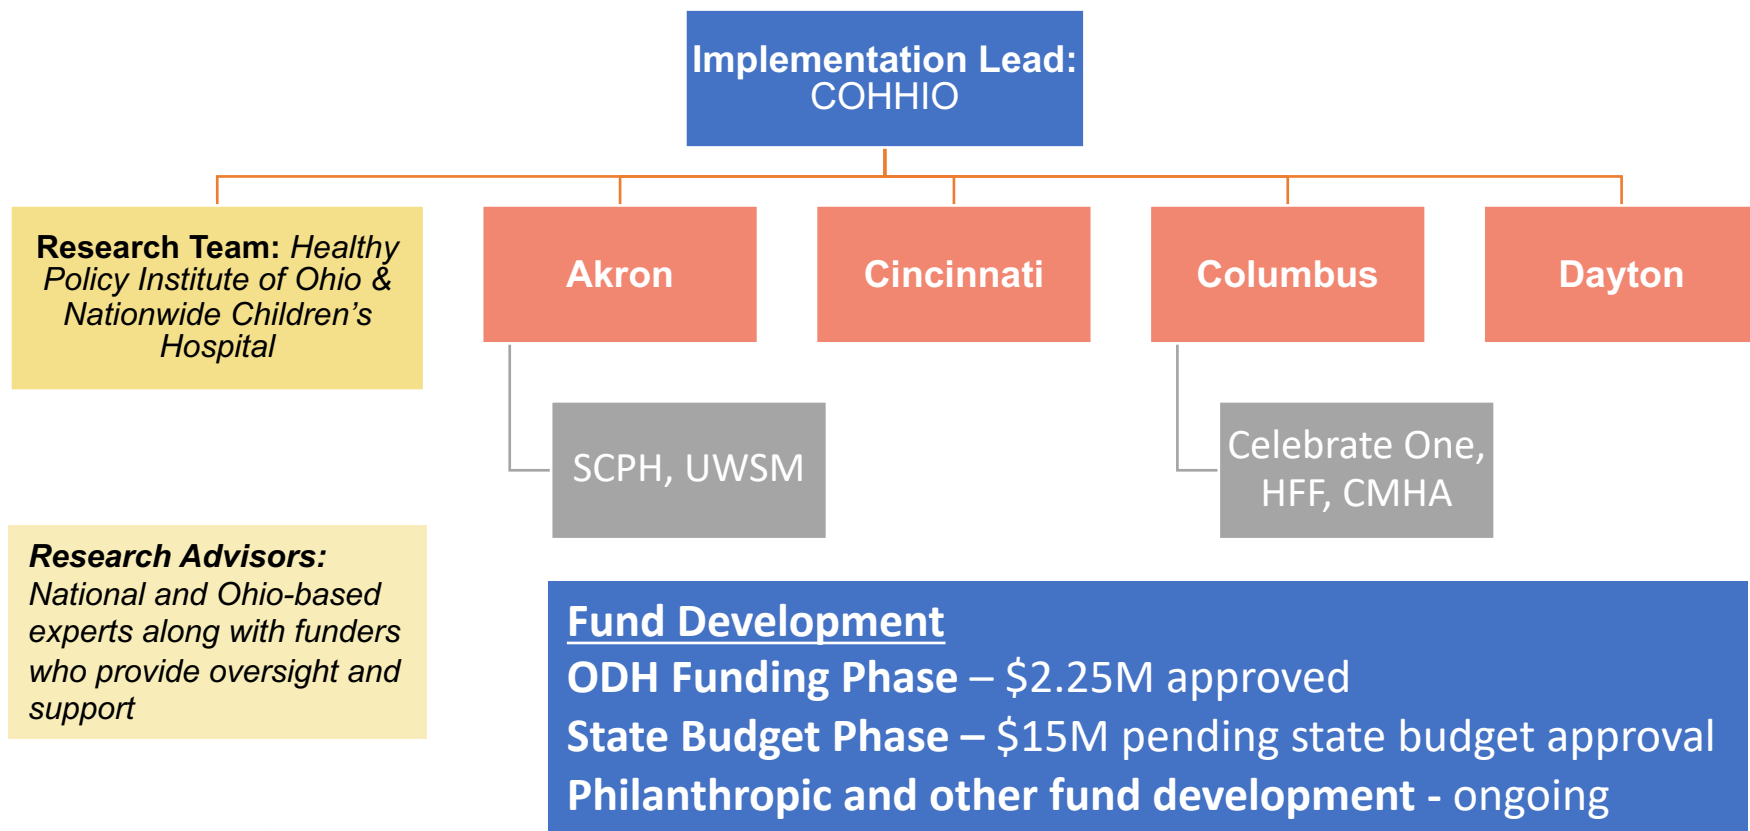 Implementation Lead:
COHHIO
Research Team: Healthy
Policy Institute of Ohio &
Nationwide Children’s
Hospital
Akron
Cincinnati
Columbus
Dayton
SCPH, UWSM
Celebrate One,
HFF, CMHA
Research Advisors:
National and Ohio-based
experts along with funders
who provide oversight and
support
Fund Development
ODH Funding Phase – $2.25M approved
State Budget Phase – $15M pending state budget approval
Philanthropic and other fund development - ongoing